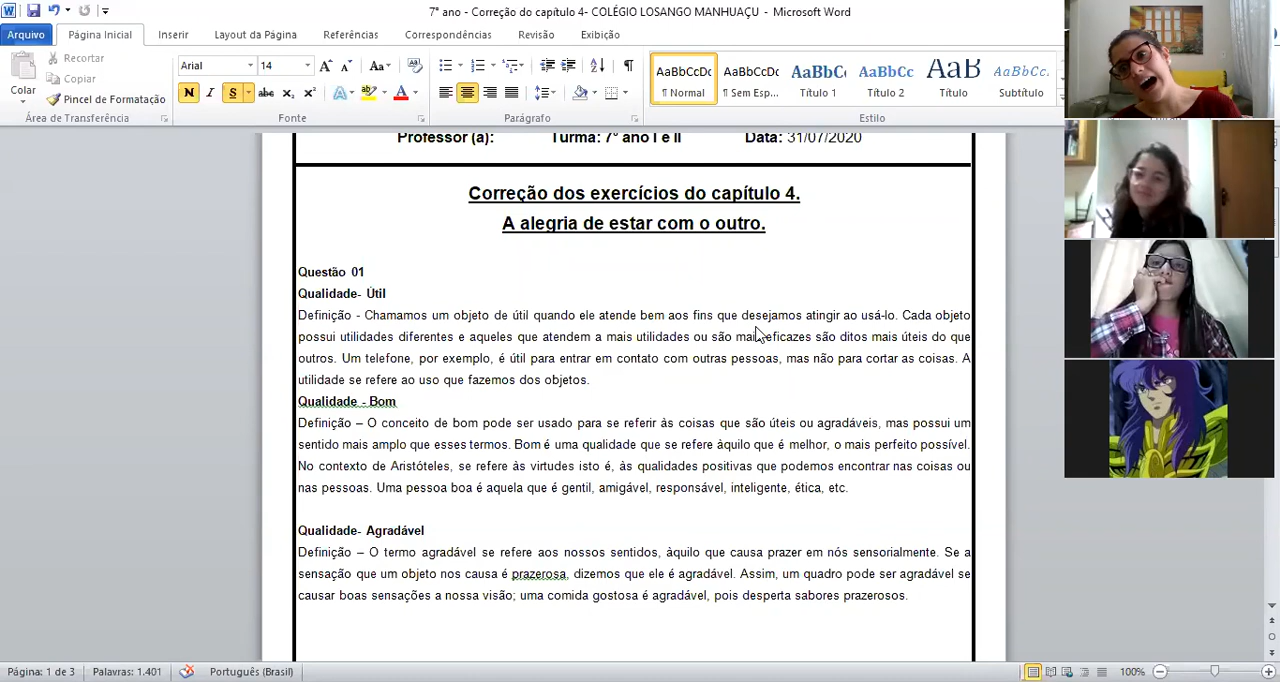 7° ano - Correção do capítulo 4- COLÉGIO LOSANGO MANHUAÇU - Microsoft Word
Arquivo Página Inicial Inserir Layout da Página Referências Correspondências Revisão Exibição
Recortar
Copiar
Colar
Pincel de Formatação
Arial 14
AaBbCcDc AaBbCcDc AaBbC AaBbCc AaB AaBbCc
¶ Normal ¶ Sem Esp... Título 1 Título 2 Título Subtítulo
Área de Transferência Fonte Parágrafo Estilo
Professor (a): Turma: 7º ano I e II Data: 31/07/2020
Correção dos exercícios do capítulo 4.
A alegria de estar com o outro.
Questão 01
Qualidade- Útil
Definição - Chamamos um objeto de útil quando ele atende bem aos fins que desejamos atingir ao usá-lo. Cada objeto
possui utilidades diferentes e aqueles que atendem a mais utilidades ou são mais eficazes são ditos mais úteis do que
outros. Um telefone, por exemplo, é útil para entrar em contato com outras pessoas, mas não para cortar as coisas. A
utilidade se refere ao uso que fazemos dos objetos.
Qualidade - Bom
Definição – O conceito de bom pode ser usado para se referir às coisas que são úteis ou agradáveis, mas possui um
sentido mais amplo que esses termos. Bom é uma qualidade que se refere àquilo que é melhor, o mais perfeito possível.
No contexto de Aristóteles, se refere às virtudes isto é, às qualidades positivas que podemos encontrar nas coisas ou
nas pessoas. Uma pessoa boa é aquela que é gentil, amigável, responsável, inteligente, ética, etc.
Qualidade- Agradável
Definição – O termo agradável se refere aos nossos sentidos, àquilo que causa prazer em nós sensorialmente. Se a
sensação que um objeto nos causa é prazerosa, dizemos que ele é agradável. Assim, um quadro pode ser agradável se
causar boas sensações a nossa visão; uma comida gostosa é agradável, pois desperta sabores prazerosos.
Página: 1 de 3 Palavras: 1.401 Português (Brasil) 100%